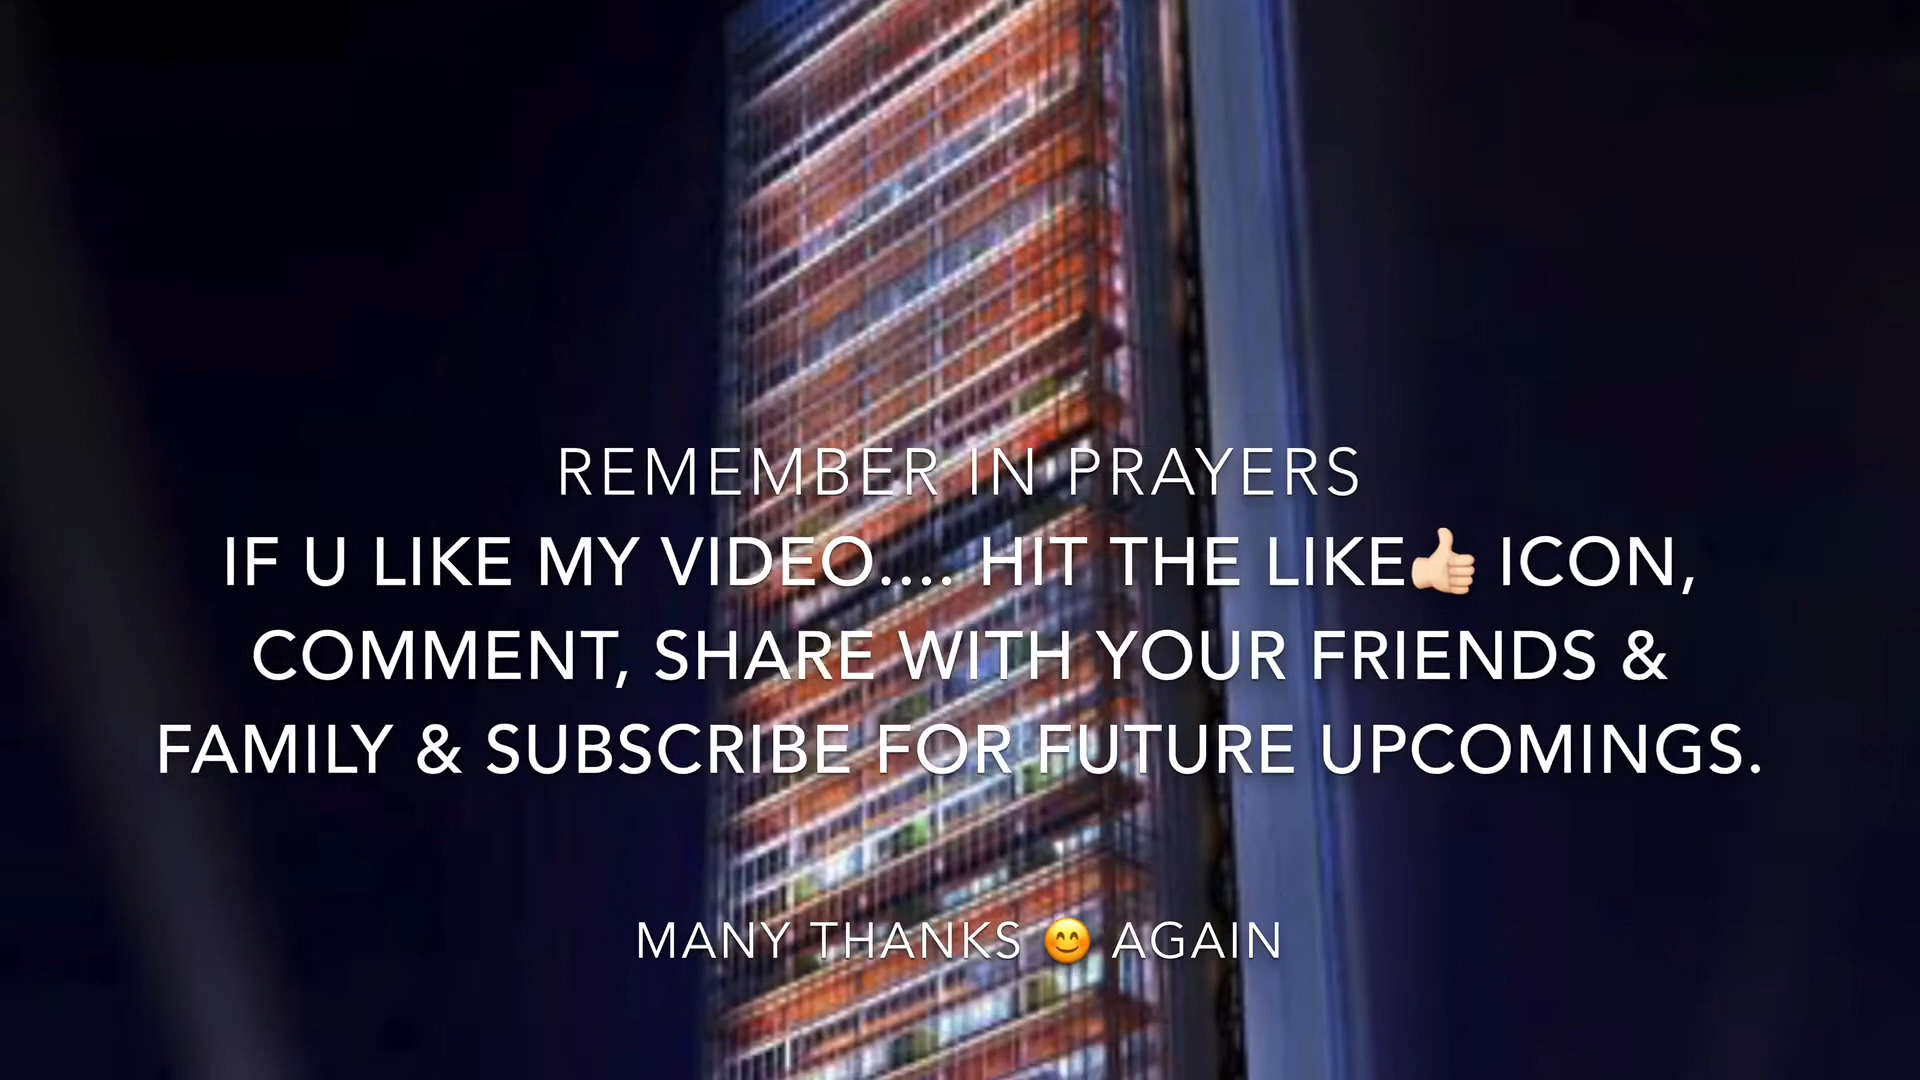 REMEMBER IN PRAYERS
IF U LIKE MY VIDEO.... HIT THE LIKE👍🏻 ICON,
COMMENT, SHARE WITH YOUR FRIENDS &
FAMILY & SUBSCRIBE FOR FUTURE UPCOMINGS.
MANY THANKS 😊 AGAIN